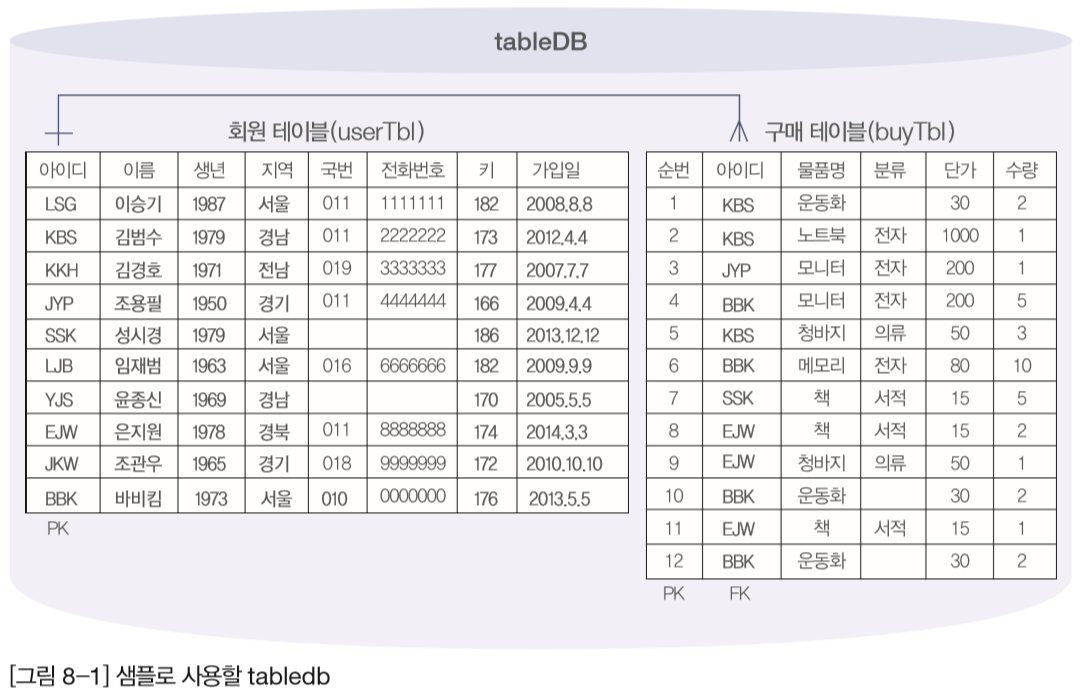 tableDB
회원 테이블(userTbl)
아이디 이름 생년 지역 국번 전화번호 키 가입일
LSG 이승기 1987 서울 011 1111111 182 2008.8.8
KBS 김범수 1979 경남 011 2222222 173 2012.4.4
KKH 김경호 1971 전남 019 3333333 177 2007.7.7
JYP 조용필 1950 경기 011 4444444 166 2009.4.4
SSK 성시경 1979 서울 186 2013.12.12
LJB 임재범 1963 서울 016 6666666 182 2009.9.9
YJS 윤종신 1969 경남 170 2005.5.5
EJW 은지원 1978 경북 011 8888888 174 2014.3.3
JKW 조관우 1965 경기 018 9999999 172 2010.10.10
BBK 바비킴 1973 서울 010 0000000 176 2013.5.5
PK
구매 테이블(buyTbl)
순번 아이디 물품명 분류 단가 수량
1 KBS 운동화 30 2
2 KBS 노트북 전자 1000 1
3 JYP 모니터 전자 200 1
4 BBK 모니터 전자 200 5
5 KBS 청바지 의류 50 3
6 BBK 메모리 전자 80 10
7 SSK 책 서적 15 5
8 EJW 책 서적 15 2
9 EJW 청바지 의류 50 1
10 BBK 운동화 30 2
11 EJW 책 서적 15 1
12 BBK 운동화 30 2
PK FK
[그림 8-1] 샘플로 사용할 tabledb